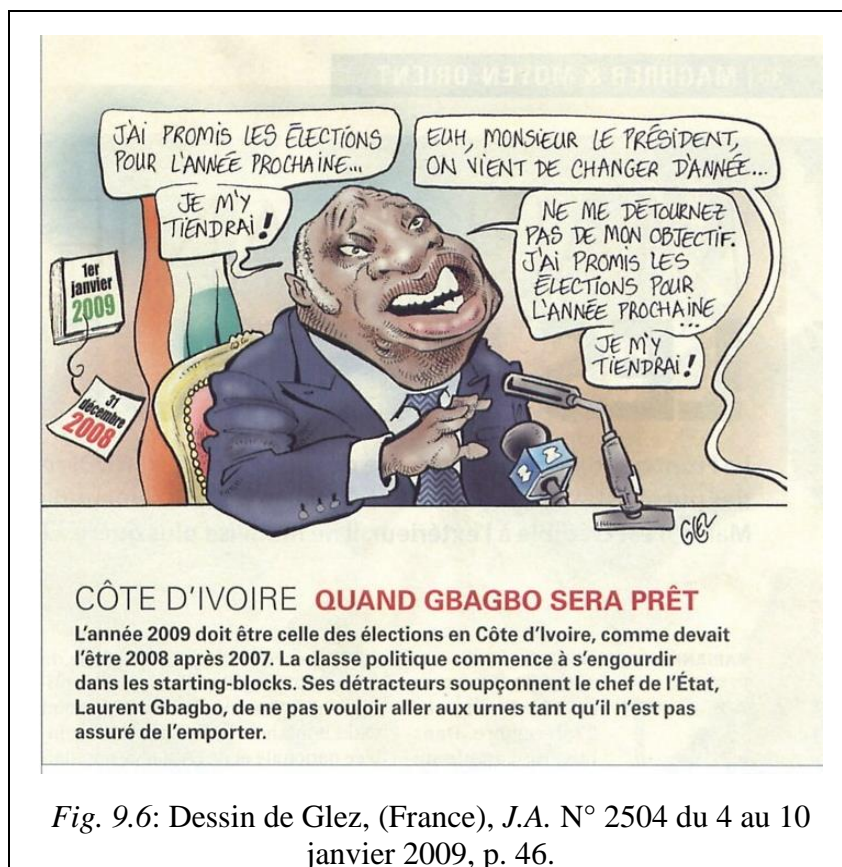 MAGHREB & MOYEN-ORIENT
J'AI PROMIS LES ÉLECTIONS
POUR L'ANNÉE PROCHAINE...
JE M'Y
TIENDRAI !
EUH, MONSIEUR LE PRÉSIDENT,
ON VIENT DE CHANGER D'ANNÉE...
NE ME DÉTOURNEZ
PAS DE MON OBJECTIF.
J'AI PROMIS LES
ÉLECTIONS POUR
L'ANNÉE PROCHAINE
...
JE M'Y
TIENDRAI !
1er
janvier
2009
31
décembre
2008
GLEZ
CÔTE D'IVOIRE QUAND GBAGBO SERA PRÊT
L'année 2009 doit être celle des élections en Côte d'Ivoire, comme devait
l'être 2008 après 2007. La classe politique commence à s'engourdir
dans les starting-blocks. Ses détracteurs soupçonnent le chef de l'État,
Laurent Gbagbo, de ne pas vouloir aller aux urnes tant qu'il n'est pas
assuré de l'emporter.
Fig. 9.6: Dessin de Glez, (France), J.A. N° 2504 du 4 au 10
janvier 2009, p. 46.